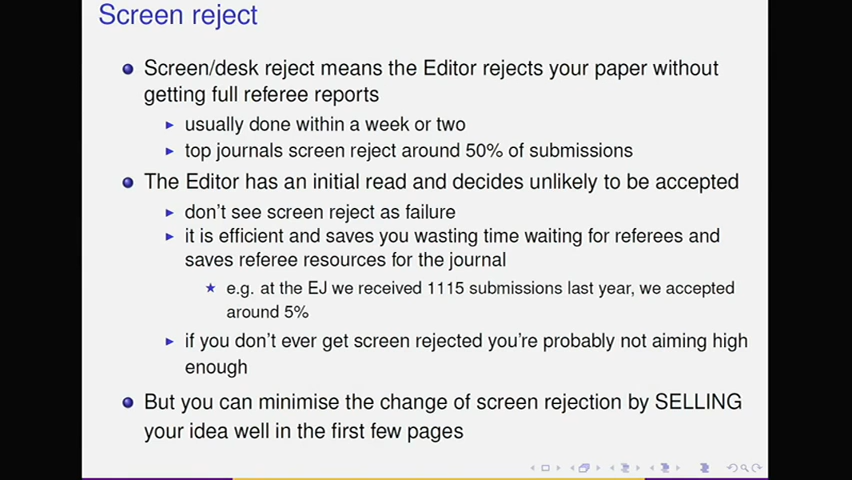 Screen reject
Screen/desk reject means the Editor rejects your paper without
getting full referee reports
usually done within a week or two
top journals screen reject around 50% of submissions
The Editor has an initial read and decides unlikely to be accepted
don't see screen reject as failure
it is efficient and saves you wasting time waiting for referees and
saves referee resources for the journal
e.g. at the EJ we received 1115 submissions last year, we accepted
around 5%
if you don't ever get screen rejected you're probably not aiming high
enough
But you can minimise the change of screen rejection by SELLING
your idea well in the first few pages